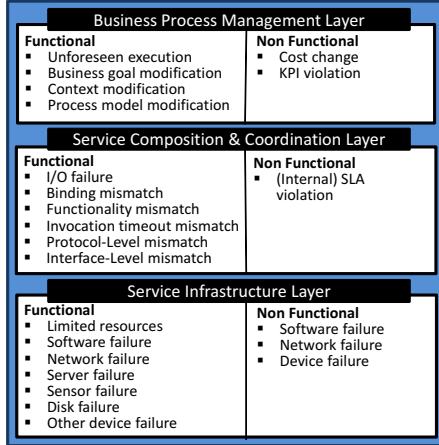 Business Process Management Layer
Functional
▪ Unforeseen execution
▪ Business goal modification
▪ Context modification
▪ Process model modification
Non Functional
▪ Cost change
▪ KPI violation
Service Composition & Coordination Layer
Functional
▪ I/O failure
▪ Binding mismatch
▪ Functionality mismatch
▪ Invocation timeout mismatch
▪ Protocol-Level mismatch
▪ Interface-Level mismatch
Non Functional
▪ (Internal) SLA
violation
Service Infrastructure Layer
Functional
▪ Limited resources
▪ Software failure
▪ Network failure
▪ Server failure
▪ Sensor failure
▪ Disk failure
▪ Other device failure
Non Functional
▪ Software failure
▪ Network failure
▪ Device failure